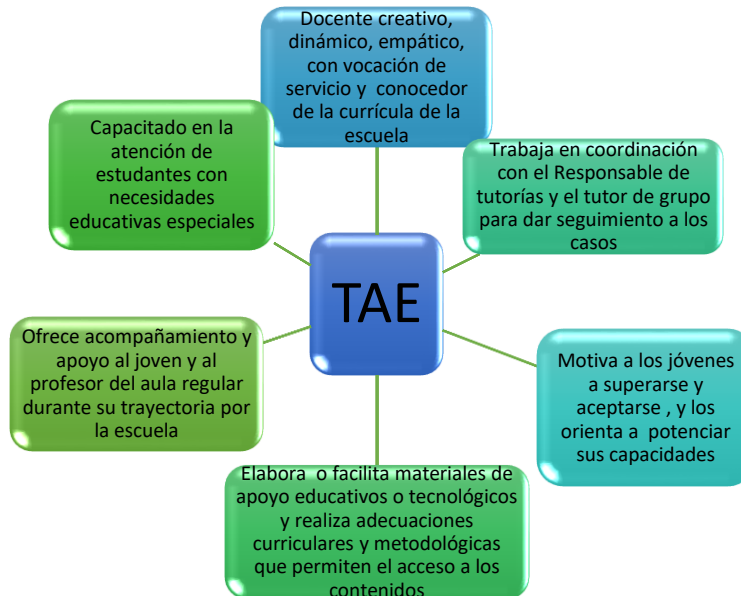 Docente creativo,
dinámico, empático,
con vocación de
servicio y conocedor
de la currícula de la
escuela
Capacitado en la
atención de
estudiantes con
necesidades
educativas especiales
Trabaja en coordinación
con el Responsable de
tutorías y el tutor de grupo
para dar seguimiento a los
casos
TAE
Ofrece acompañamiento y
apoyo al joven y al
profesor del aula regular
durante su trayectoria por
la escuela
Motiva a los jóvenes
a superarse y
aceptarse , y los
orienta a potenciar
sus capacidades
Elabora o facilita materiales de
apoyo educativos o tecnológicos
y realiza adecuaciones
curriculares y metodológicas
que permiten el acceso a los
contenidos